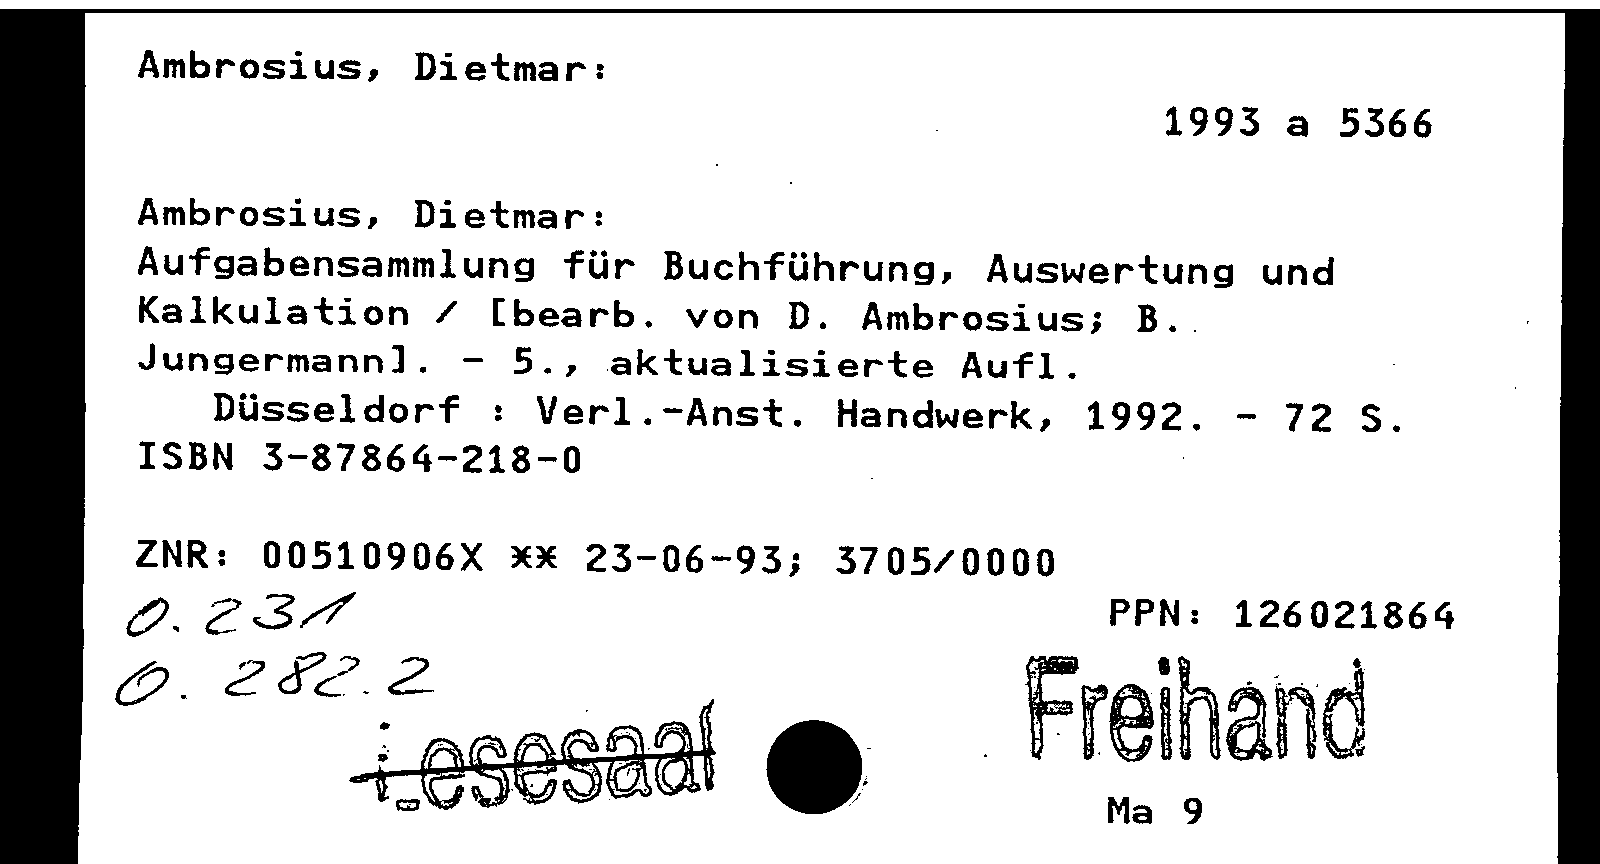 Ambrosius, Dietmar:
1993 a 5366
Ambrosius, Dietmar:
Aufgabensammlung für Buchführung, Auswertung und
Kalkulation / [bearb. von D. Ambrosius; B.
Jungermann]. - 5., aktualisierte Aufl.
Düsseldorf : Verl.-Anst. Handwerk, 1992. - 72 S.
ISBN 3-87864-218-0
ZNR: 00510906X ** 23-06-93; 3705/0000
0.231
PPN: 126021864
0.282.2
Freihand
Lesesaal
Ma 9